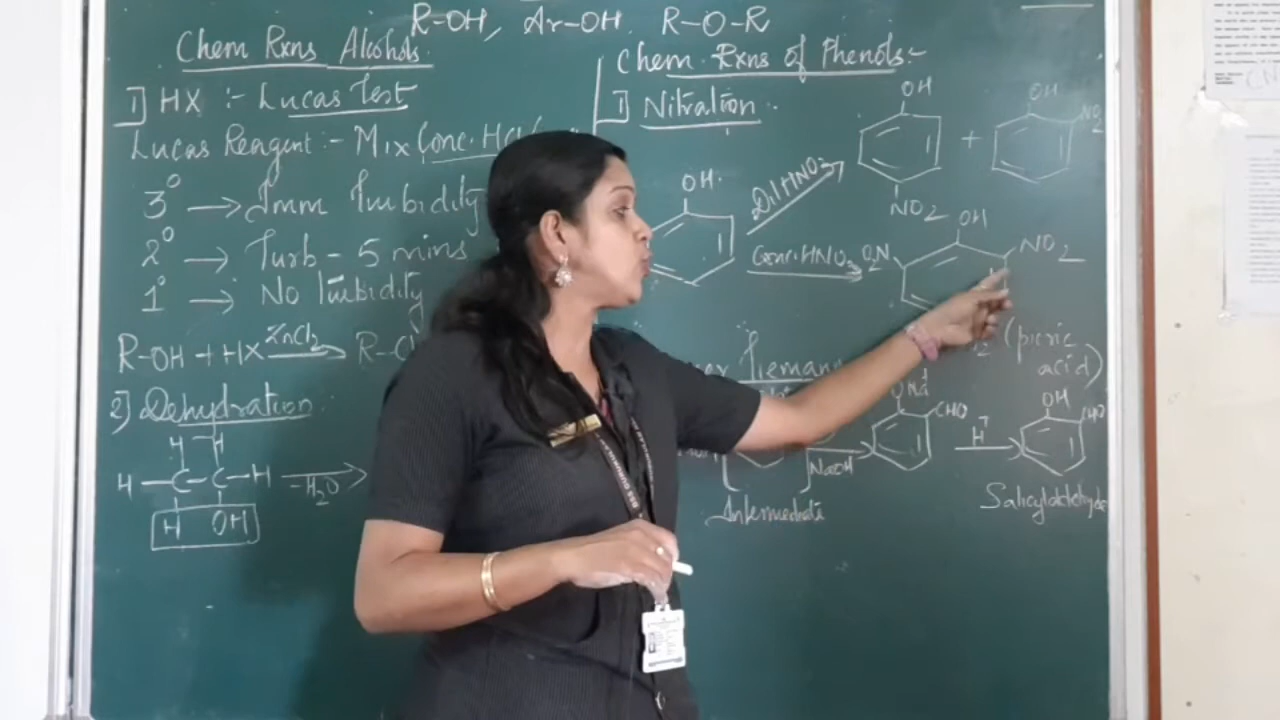 R-OH, Ar-OH R-O-R
Chem Rxns Alcohols.
1] HX :- Lucas Test
Lucas Reagent :- Mix Conc. HCl
3° → Imm Turbidity
2° → Turb - 5 mins
1° → No Turbidity
R-OH + HX ZnCl2 → R-Cl
2) Dehydration
H H
H - C - C - H -H2O →
H OH
Chem. Rxns of Phenols:-
1] Nitration :-
OH OH NO2
OH. Dil HNO3 + 
NO2
OH
Conc. HNO3 O2N NO2
(picric acid)
Tiemann
CHO OH
NaOH H+
Intermediate Salicylaldehyde